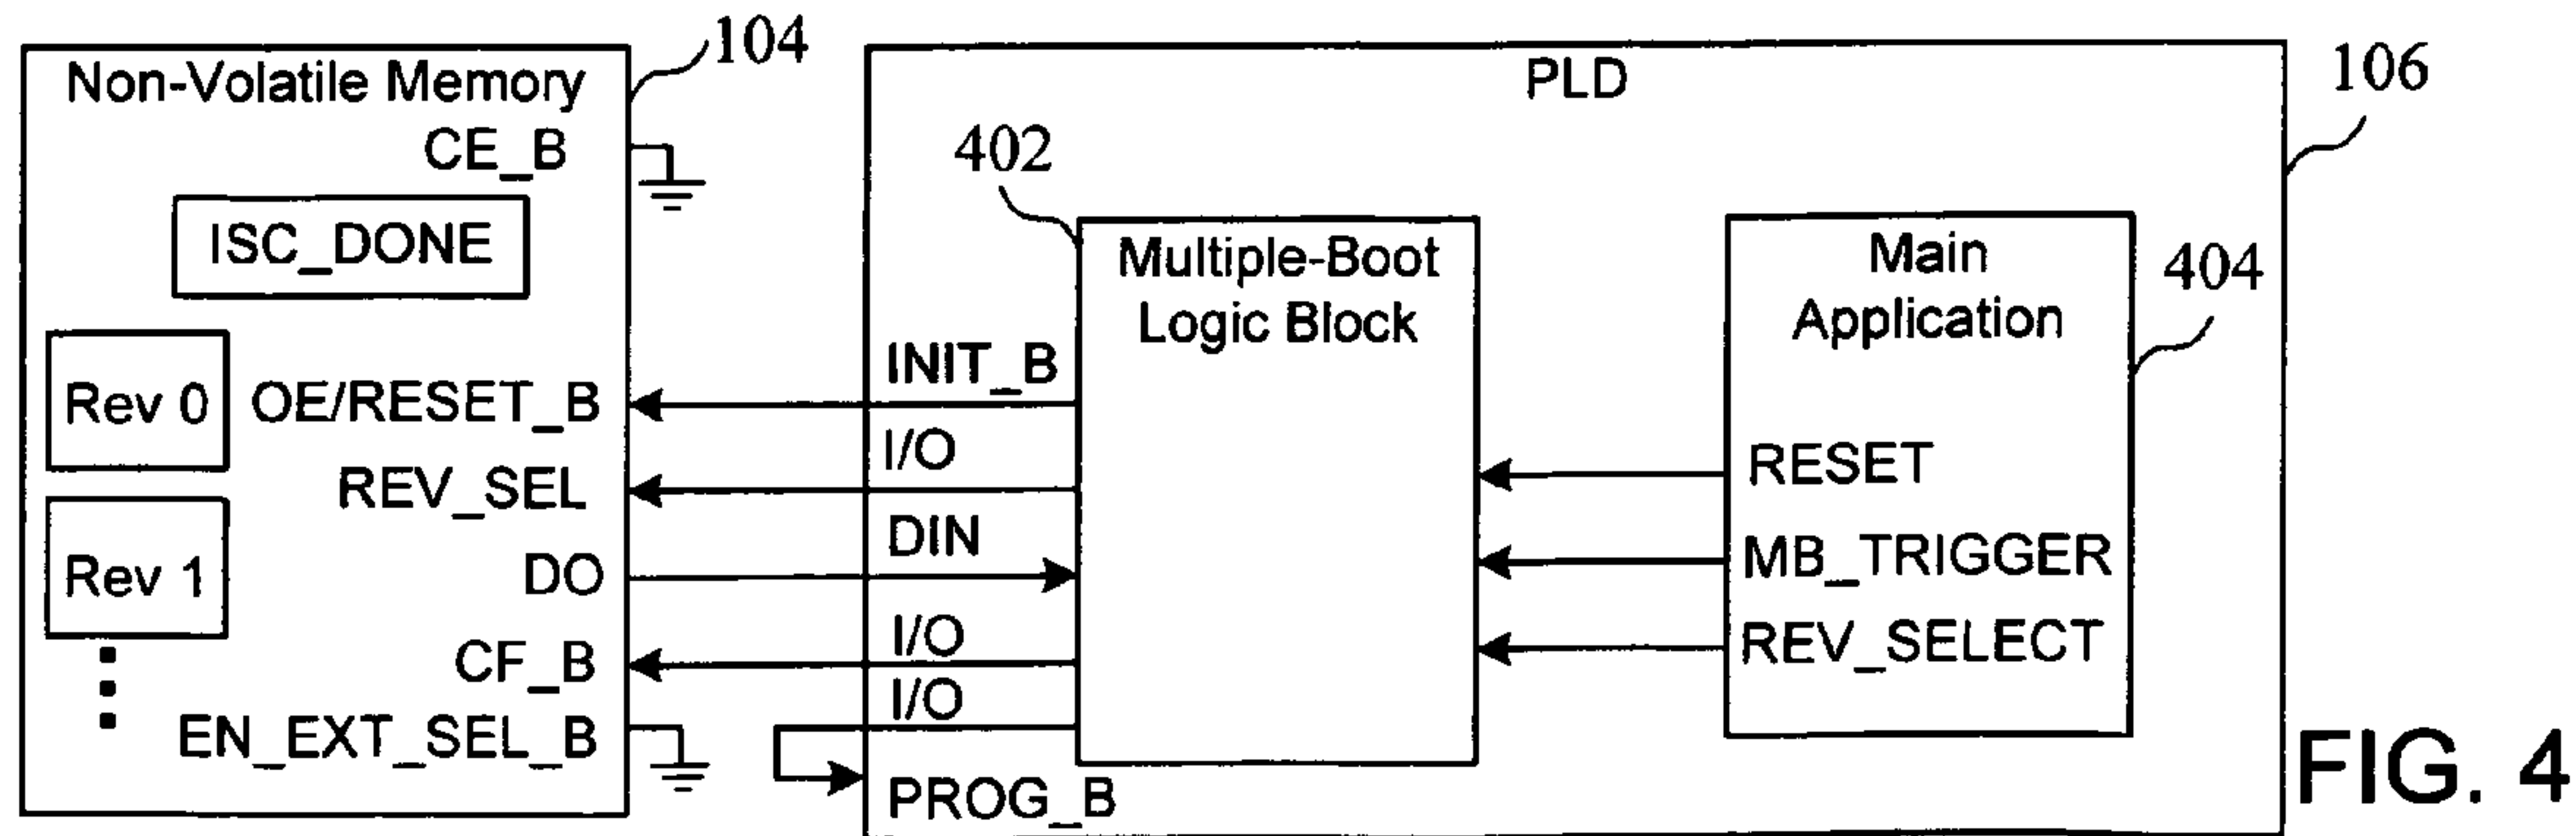 104
Non-Volatile Memory
CE_B
ISC_DONE
Rev 0
OE/RESET_B
REV_SEL
Rev 1
DO
CF_B
EN_EXT_SEL_B
PLD
106
402
Multiple-Boot
Logic Block
INIT_B
I/O
DIN
I/O
I/O
PROG_B
Main
Application
404
RESET
MB_TRIGGER
REV_SELECT
FIG. 4